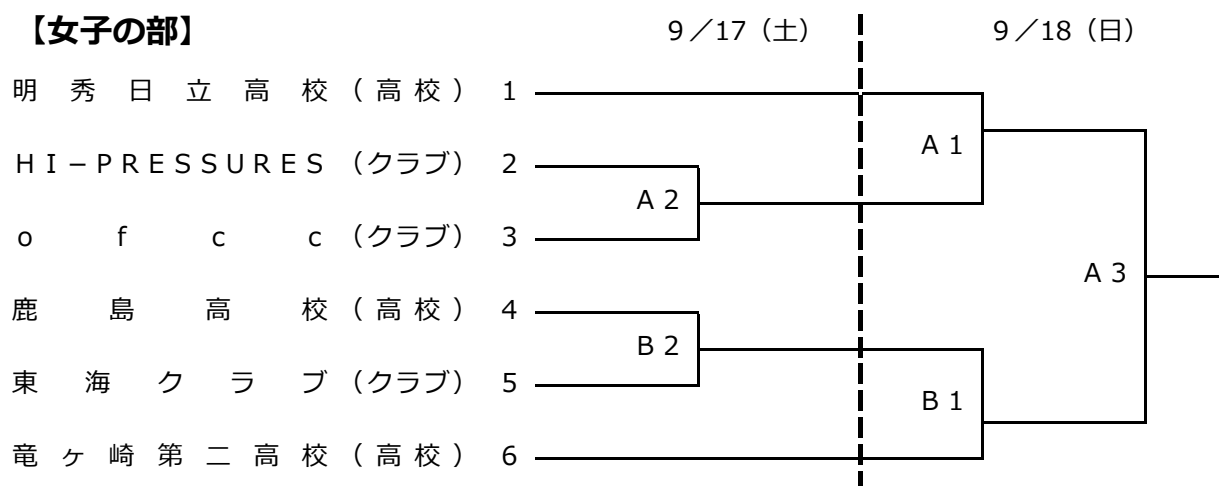 【女子の部】 9／17（土） 9／18（日）
明秀日立高校（高校） 1
A1
HI－PRESSURES（クラブ） 2
A2
ofcc（クラブ） 3
A3
鹿島高校（高校） 4
B2
東海クラブ（クラブ） 5
B1
竜ヶ崎第二高校（高校） 6